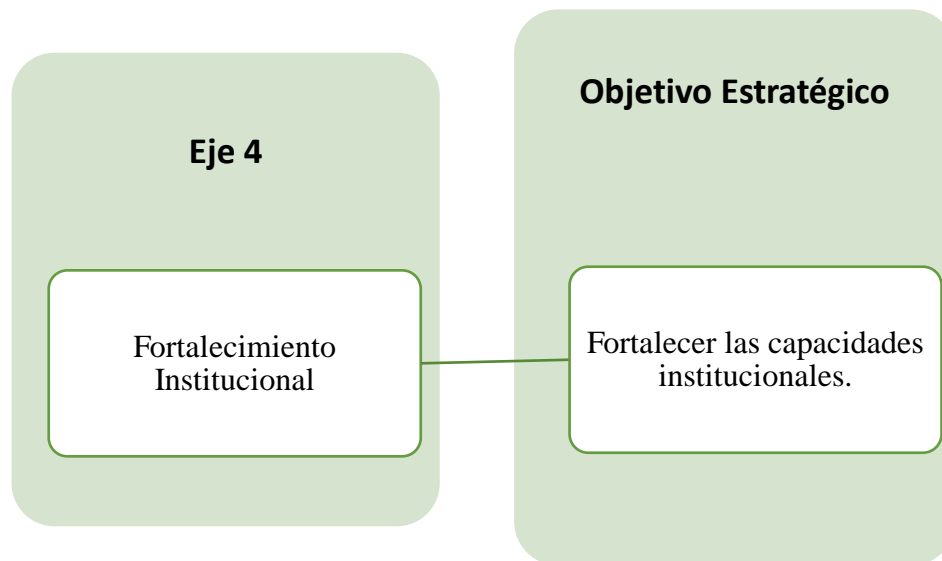 Eje 4
Fortalecimiento
Institucional
Objetivo Estratégico
Fortalecer las capacidades
institucionales.